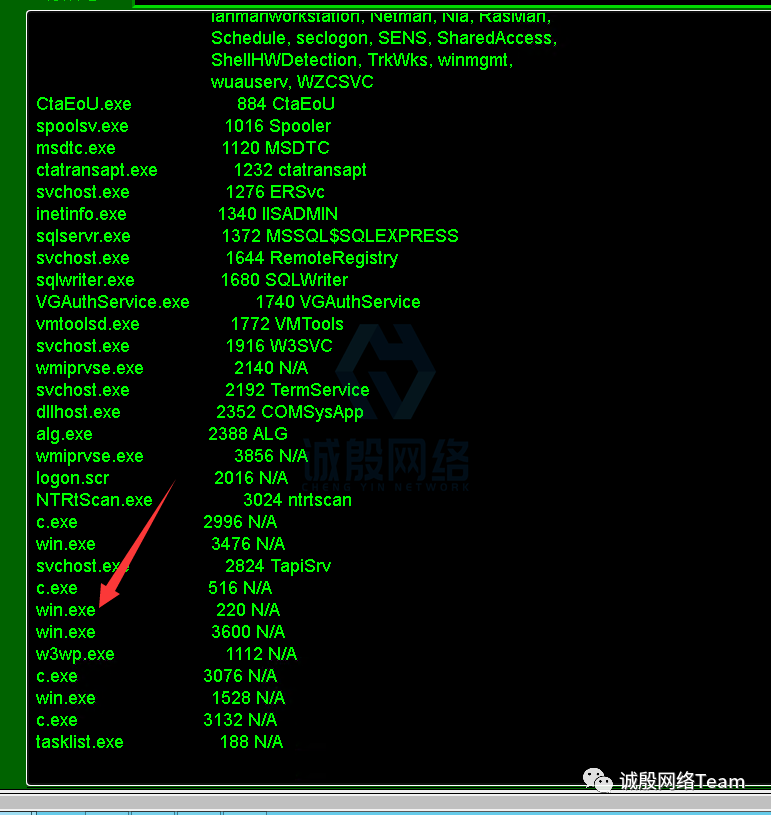 lanmanworkstation, Netman, Nla, RasMan,
Schedule, seclogon, SENS, SharedAccess,
ShellHWDetection, TrkWks, winmgmt,
wuauserv, WZCSVC
CtaEoU.exe 884 CtaEoU
spoolsv.exe 1016 Spooler
msdtc.exe 1120 MSDTC
ctatransapt.exe 1232 ctatransapt
svchost.exe 1276 ERSvc
inetinfo.exe 1340 IISADMIN
sqlservr.exe 1372 MSSQL$SQLEXPRESS
svchost.exe 1644 RemoteRegistry
sqlwriter.exe 1680 SQLWriter
VGAuthService.exe 1740 VGAuthService
vmtoolsd.exe 1772 VMTools
svchost.exe 1916 W3SVC
wmiprvse.exe 2140 N/A
svchost.exe 2192 TermService
dllhost.exe 2352 COMSysApp
alg.exe 2388 ALG
wmiprvse.exe 3856 N/A
诚殷网络
CHENG YIN NETWORK
logon.scr 2016 N/A
NTRtScan.exe 3024 ntrtscan
c.exe 2996 N/A
win.exe 3476 N/A
svchost.exe 2824 TapiSrv
c.exe 516 N/A
win.exe 220 N/A
win.exe 3600 N/A
w3wp.exe 1112 N/A
c.exe 3076 N/A
win.exe 1528 N/A
c.exe 3132 N/A
tasklist.exe 188 N/A
诚殷网络Team